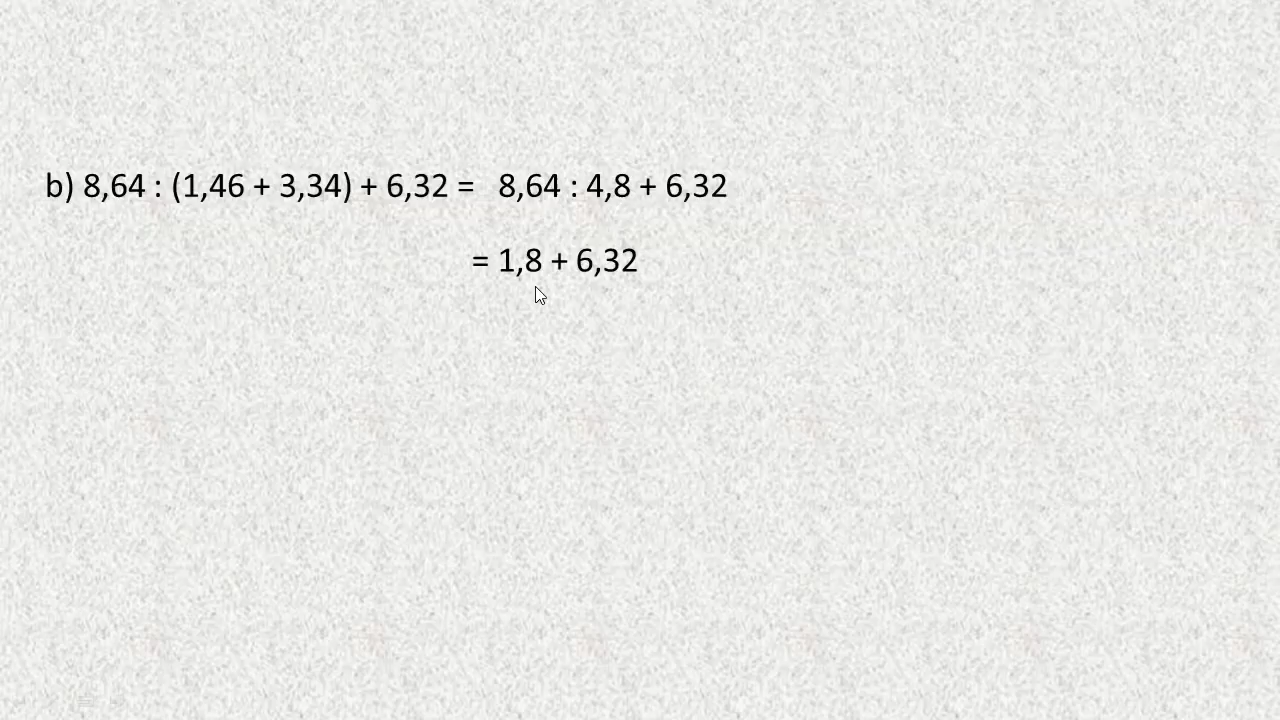 b) 8,64 : (1,46 + 3,34) + 6,32 = 8,64 : 4,8 + 6,32
= 1,8 + 6,32